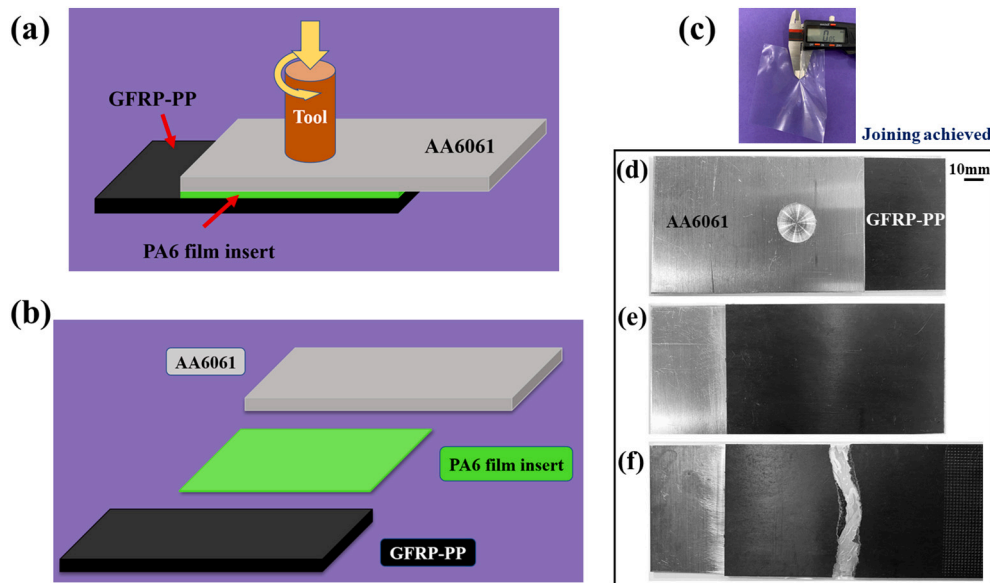 (a)
GFRP-PP
Tool
AA6061
PA6 film insert
(b)
AA6061
PA6 film insert
GFRP-PP
(c)
Joining achieved
(d)
10mm
AA6061
GFRP-PP
(e)
(f)